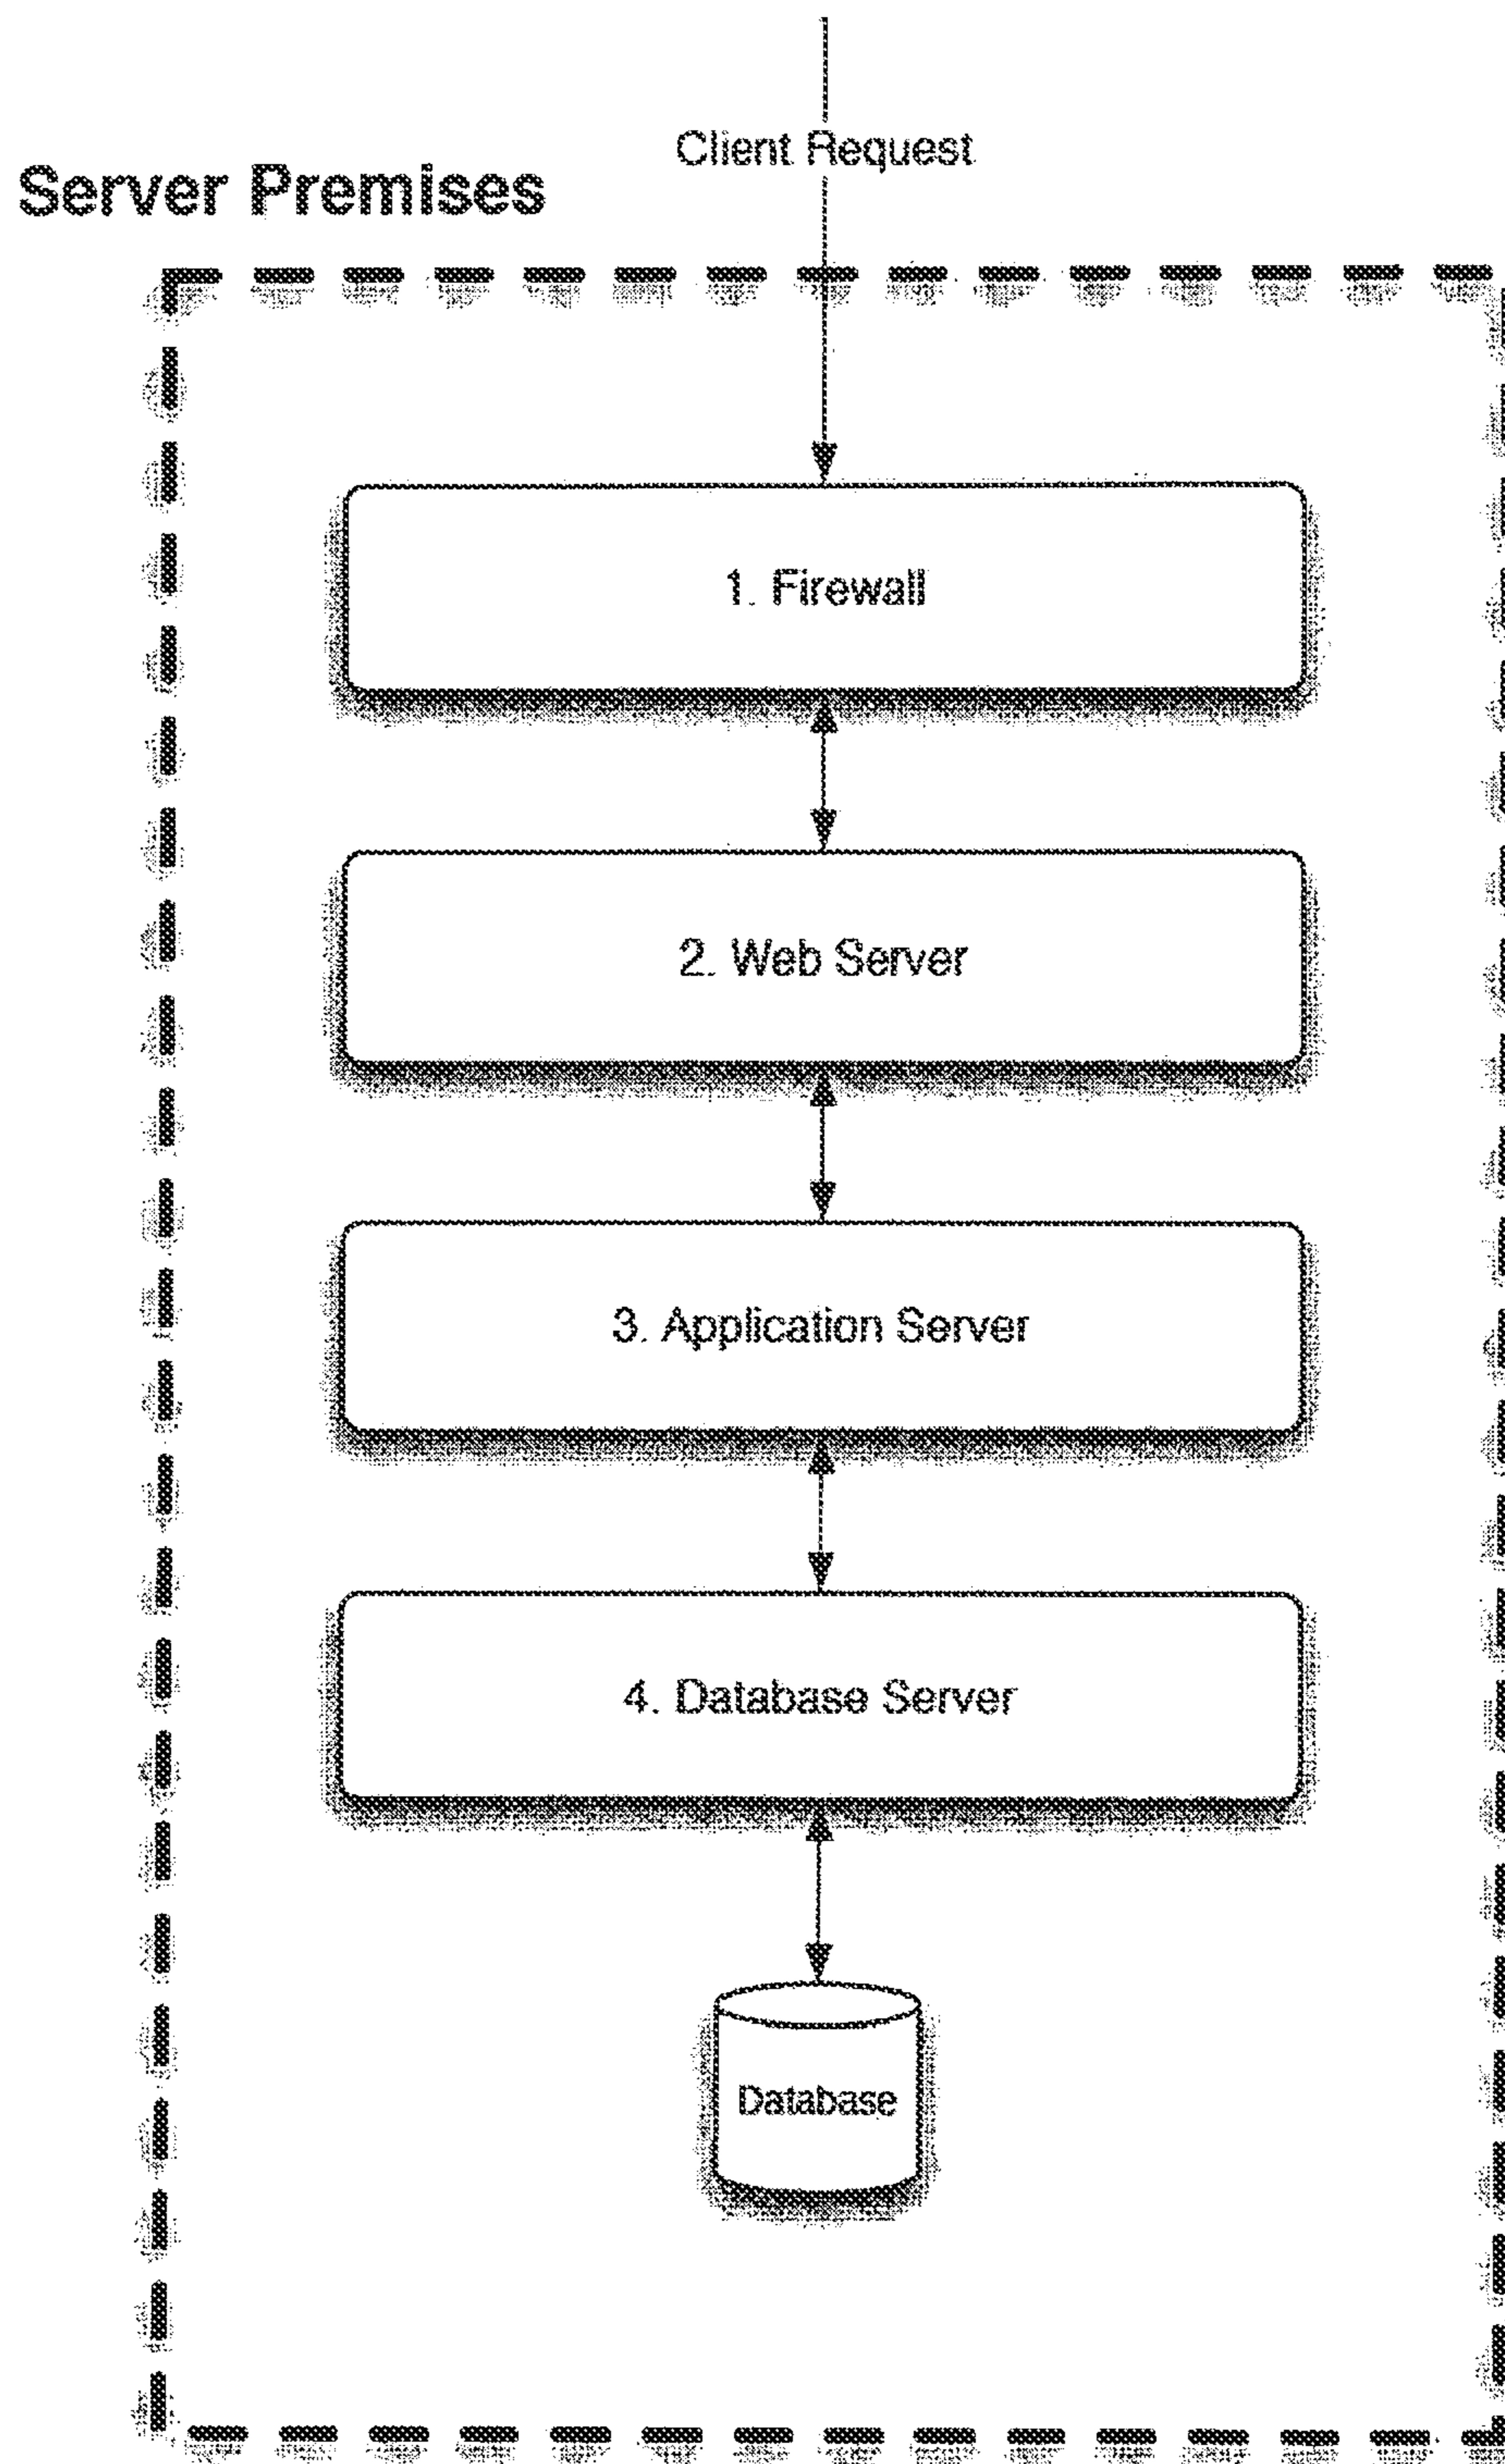 Client Request
Server Premises
1. Firewall
2. Web Server
3. Application Server
4. Database Server
Database